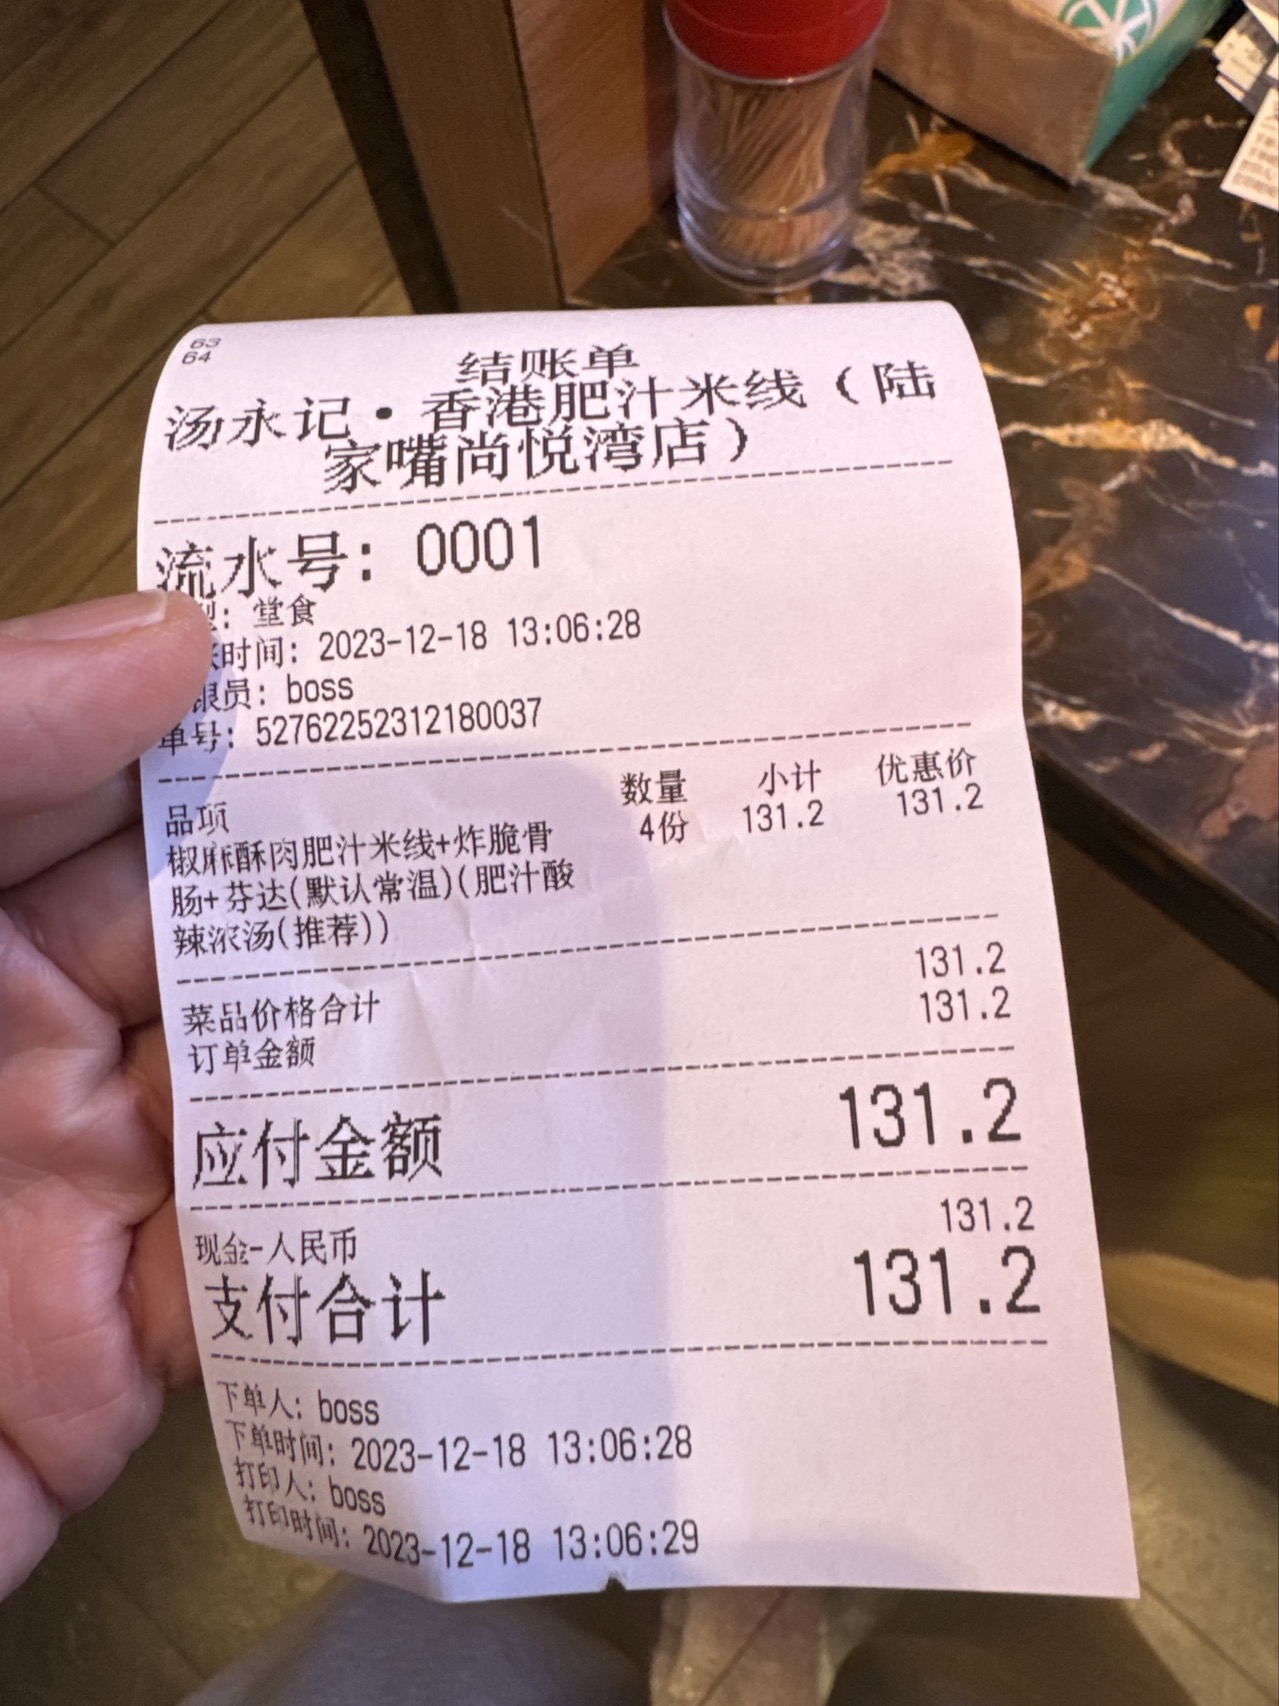 63
64
结账单
汤永记·香港肥汁米线(陆
家嘴尚悦湾店)
流水号: 0001
型: 堂食
账时间: 2023-12-18 13:06:28
银员: boss
单号: 52762252312180037
品项 数量 小计 优惠价
椒麻酥肉肥汁米线+炸脆骨 4份 131.2 131.2
肠+芬达(默认常温)(肥汁酸
辣浓汤(推荐))
菜品价格合计 131.2
订单金额 131.2
应付金额 131.2
现金-人民币 131.2
支付合计 131.2
下单人: boss
下单时间: 2023-12-18 13:06:28
打印人: boss
打印时间: 2023-12-18 13:06:29